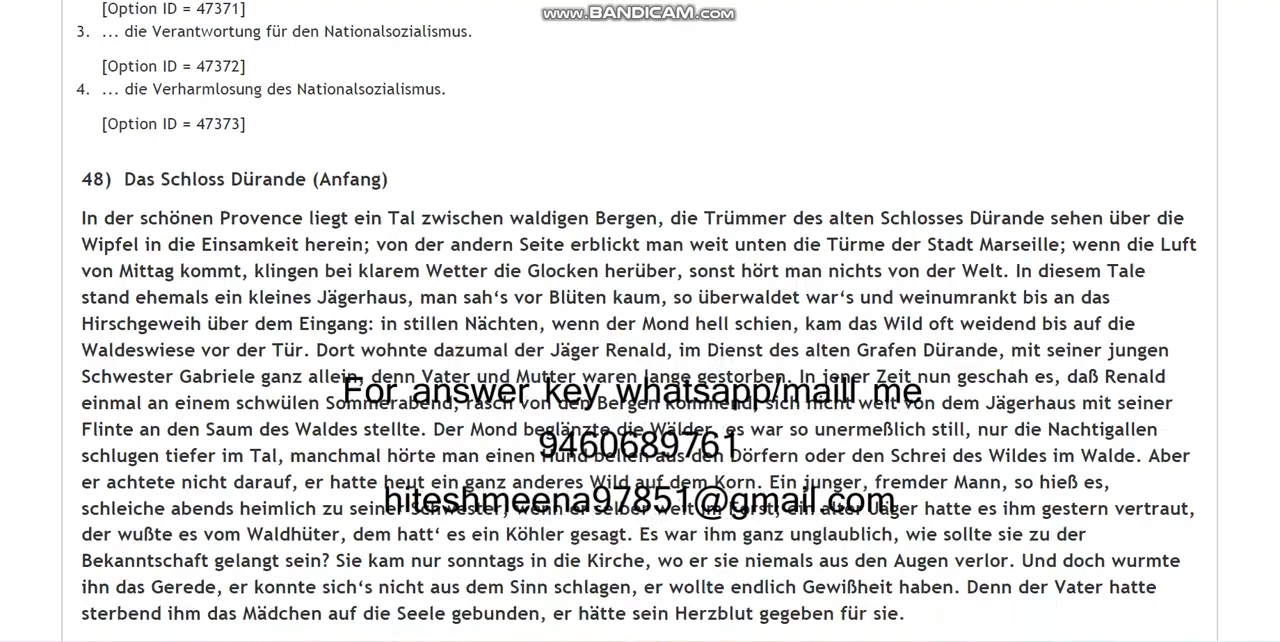 www.BANDICAM.com
[Option ID = 47371]
3. ... die Verantwortung für den Nationalsozialismus.
[Option ID = 47372]
4. ... die Verharmlosung des Nationalsozialismus.
[Option ID = 47373]
48) Das Schloss Dürande (Anfang)
In der schönen Provence liegt ein Tal zwischen waldigen Bergen, die Trümmer des alten Schlosses Dürande sehen über die
Wipfel in die Einsamkeit herein; von der andern Seite erblickt man weit unten die Türme der Stadt Marseille; wenn die Luft
von Mittag kommt, klingen bei klarem Wetter die Glocken herüber, sonst hört man nichts von der Welt. In diesem Tale
stand ehemals ein kleines Jägerhaus, man sah‘s vor Blüten kaum, so überwaldet war‘s und weinumrankt bis an das
Hirschgeweih über dem Eingang: in stillen Nächten, wenn der Mond hell schien, kam das Wild oft weidend bis auf die
Waldeswiese vor der Tür. Dort wohnte dazumal der Jäger Renald, im Dienst des alten Grafen Dürande, mit seiner jungen
Schwester Gabriele ganz allein, denn Vater und Mutter waren lange gestorben. In jener Zeit nun geschah es, daß Renald
For answer key whatsapp/maill me
einmal an einem schwülen Sommerabend, rasch von den Bergen kommend, sich nicht weit von dem Jägerhaus mit seiner
Flinte an den Saum des Waldes stellte. Der Mond beglänzte die Wälder, es war so unermeßlich still, nur die Nachtigallen
9460689761
schlugen tiefer im Tal, manchmal hörte man einen Hund bellen aus den Dörfern oder den Schrei des Wildes im Walde. Aber
er achtete nicht darauf, er hatte heut ein ganz anderes Wild auf dem Korn. Ein junger, fremder Mann, so hieß es,
hiteshmeena97851@gmail.com
schleiche abends heimlich zu seiner Schwester, wenn er selber weit im Forst; ein alter Jäger hatte es ihm gestern vertraut,
der wußte es vom Waldhüter, dem hatt‘ es ein Köhler gesagt. Es war ihm ganz unglaublich, wie sollte sie zu der
Bekanntschaft gelangt sein? Sie kam nur sonntags in die Kirche, wo er sie niemals aus den Augen verlor. Und doch wurmte
ihn das Gerede, er konnte sich‘s nicht aus dem Sinn schlagen, er wollte endlich Gewißheit haben. Denn der Vater hatte
sterbend ihm das Mädchen auf die Seele gebunden, er hätte sein Herzblut gegeben für sie.